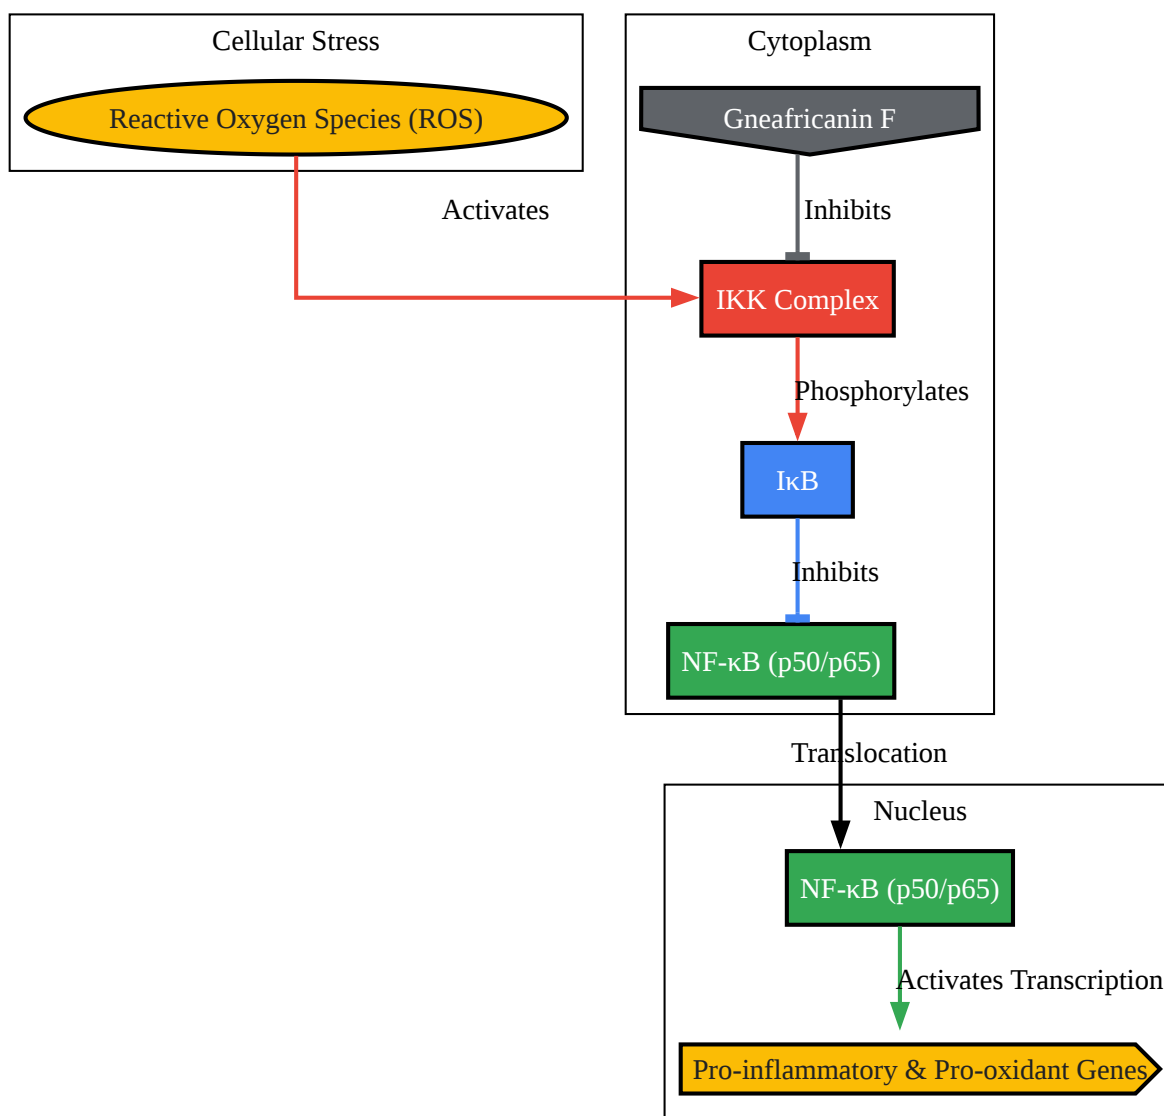 Cellular Stress
Cytoplasm
Reactive Oxygen Species (ROS)
Gneafricanin F
Activates
Inhibits
IKK Complex
Phosphorylates
IκB
Inhibits
NF-κB (p50/p65)
Translocation
Nucleus
NF-κB (p50/p65)
Activates Transcription
Pro-inflammatory & Pro-oxidant Genes